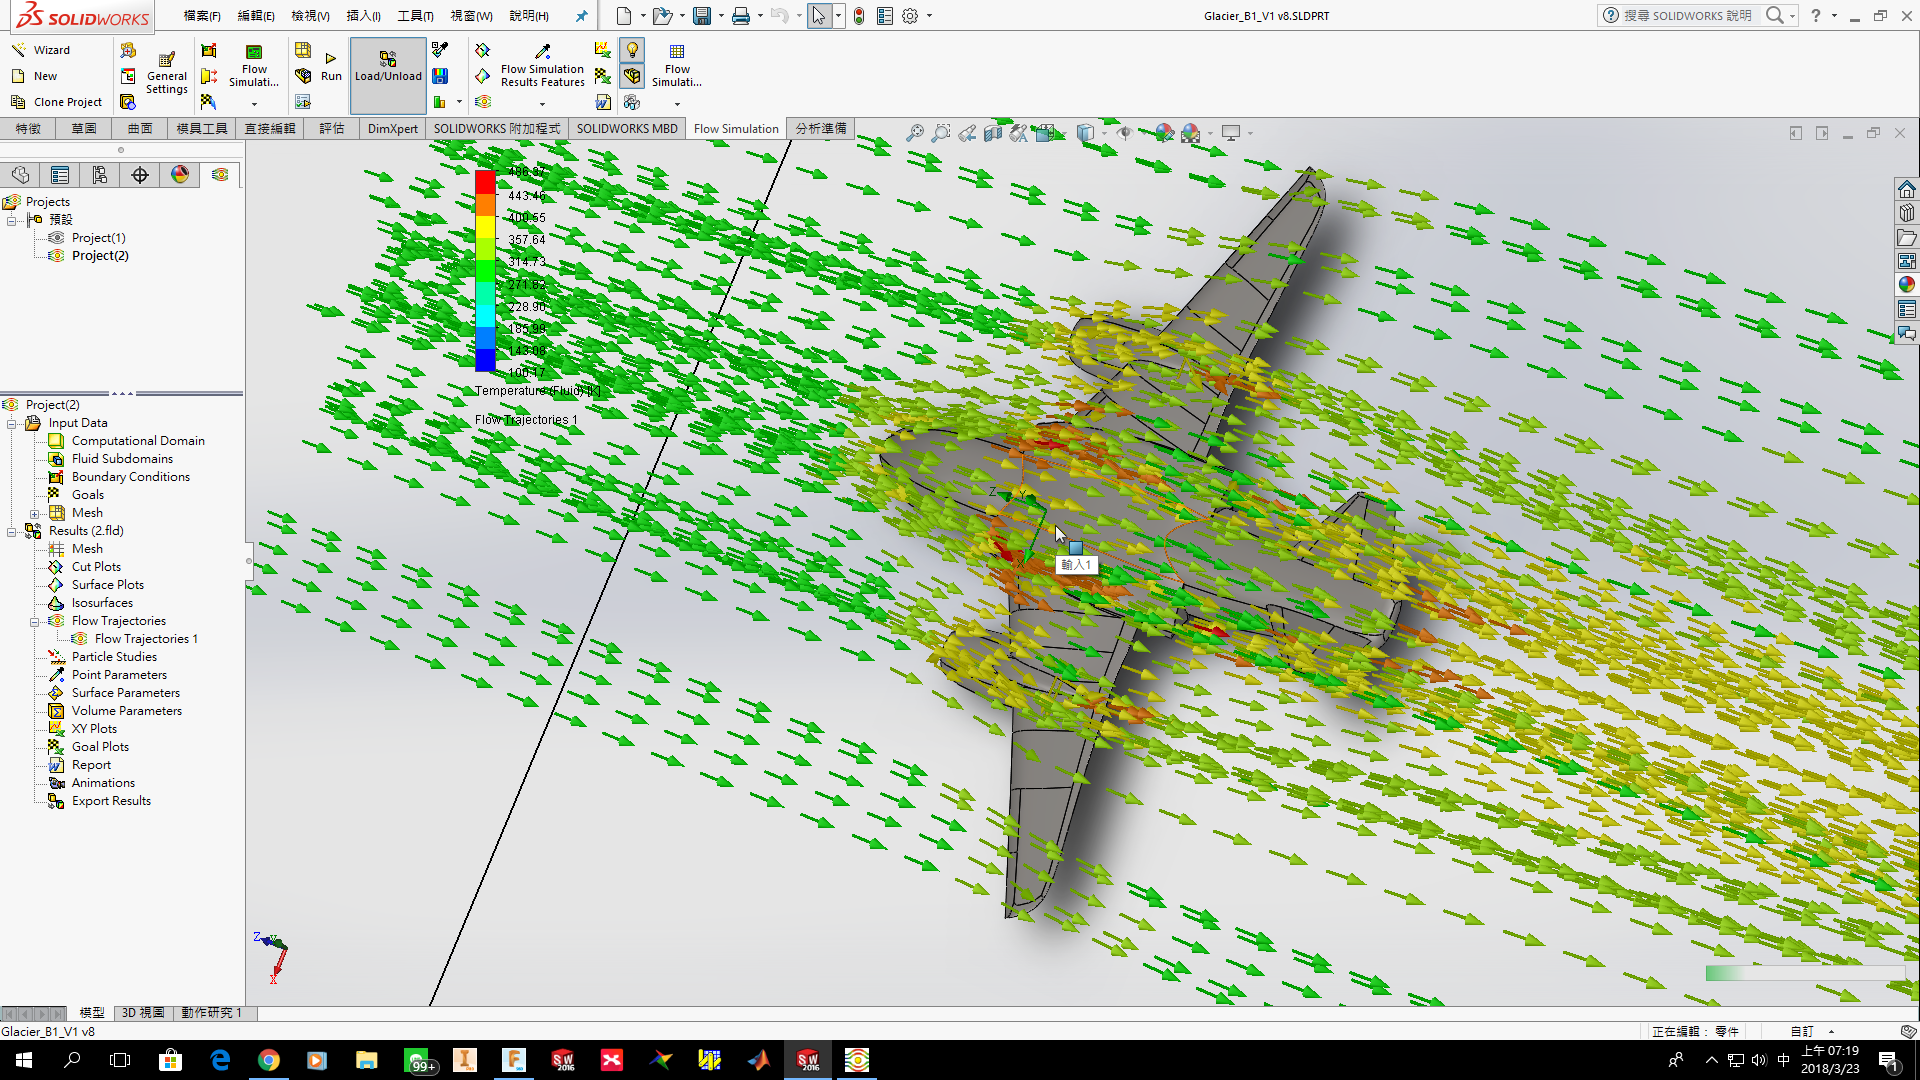 SOLIDWORKS
檔案(F)
編輯(E)
檢視(V)
插入(I)
工具(T)
視窗(W)
說明(H)
Glacier_B1_V1 v8.SLDPRT
搜尋 SOLIDWORKS 說明
Wizard
New
Clone Project
General Settings
Flow Simulati...
Run
Load/Unload
Flow Simulation Results Features
Flow Simulati...
特徵
草圖
曲面
模具工具
直接編輯
評估
DimXpert
SOLIDWORKS 附加程式
SOLIDWORKS MBD
Flow Simulation
分析準備
Projects
預設
Project(1)
Project(2)
Project(2)
Input Data
Computational Domain
Fluid Subdomains
Boundary Conditions
Goals
Mesh
Results (2.fld)
Mesh
Cut Plots
Surface Plots
Isosurfaces
Flow Trajectories
Flow Trajectories 1
Particle Studies
Point Parameters
Surface Parameters
Volume Parameters
XY Plots
Goal Plots
Report
Animations
Export Results
486.37
443.46
400.55
357.64
314.73
271.82
228.90
185.99
143.08
100.17
Temperature (Fluid) [K]
Flow Trajectories 1
Z
Y
輸入1
Z
Y
X
模型
3D 視圖
動作研究 1
Glacier_B1_V1 v8
正在編輯： 零件
自訂
99+
SW 2016
SW 2016
中
上午 07:19
2018/3/23
1